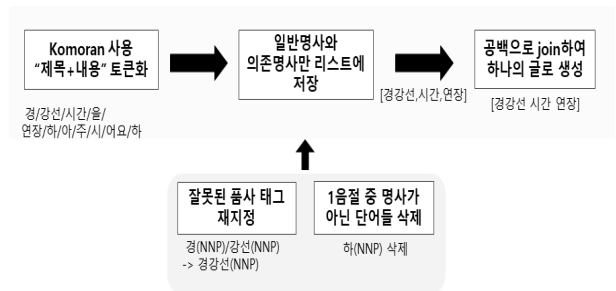 Komoran 사용
“제목+내용” 토큰화
경/강선/시간/을/
연장/하/아/주/시/어요/하
일반명사와
의존명사만 리스트에
저장
[경강선,시간,연장]
공백으로 join하여
하나의 글로 생성
[경강선 시간 연장]
잘못된 품사 태그
재지정
경(NNP)/강선(NNP)
-> 경강선(NNP)
1음절 중 명사가
아닌 단어들 삭제
하(NNP) 삭제